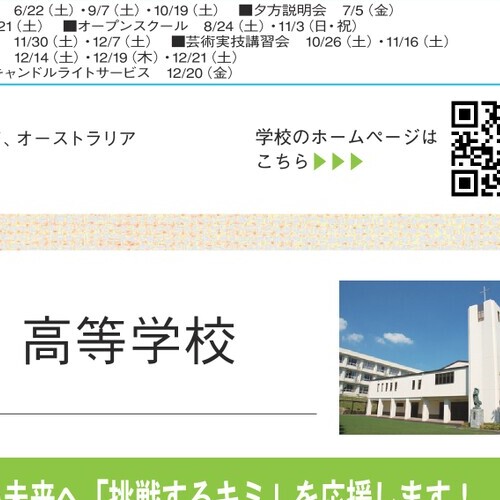 6/22(土)・9/7(土)・10/19(土) ■夕方説明会 7/5(金)
21(土) ■オープンスクール 8/24(土)・11/3(日・祝)
11/30(土)・12/7(土) ■芸術実技講習会 10/26(土)・11/16(土)
12/14(土)・12/19(木)・12/21(土)
キャンドルライトサービス 12/20(金)
、オーストラリア
学校のホームページは
こちら▶▶▶
高等学校
未来へ「挑戦するキミ」を応援します!